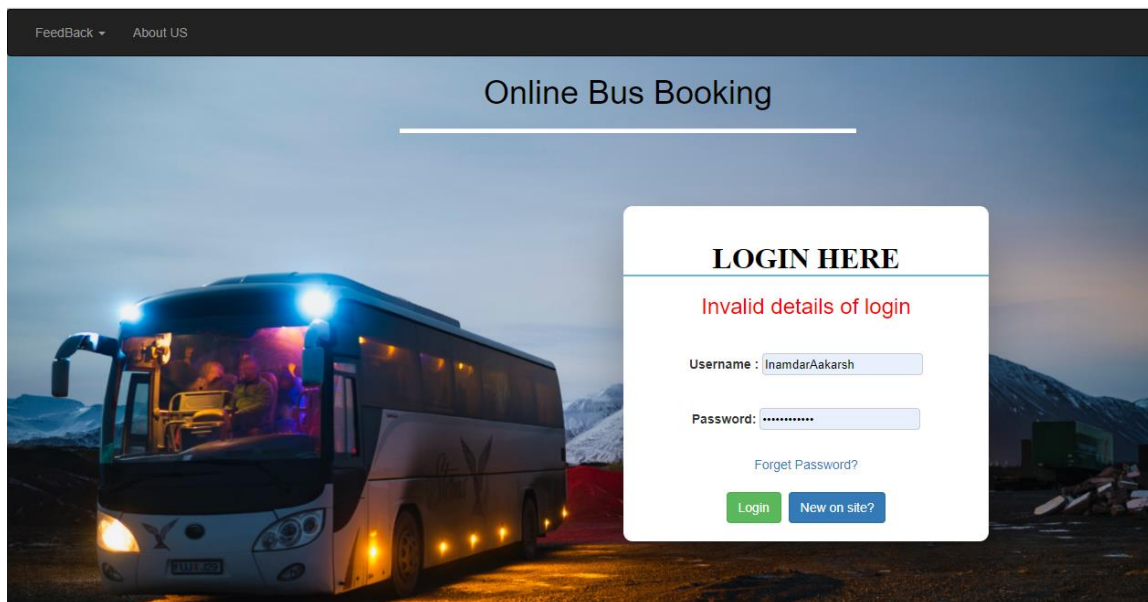 FeedBack About US
Online Bus Booking
LOGIN HERE
Invalid details of login
Username : InamdarAakarsh
Password: ••••••••••••
Forget Password?
Login New on site?